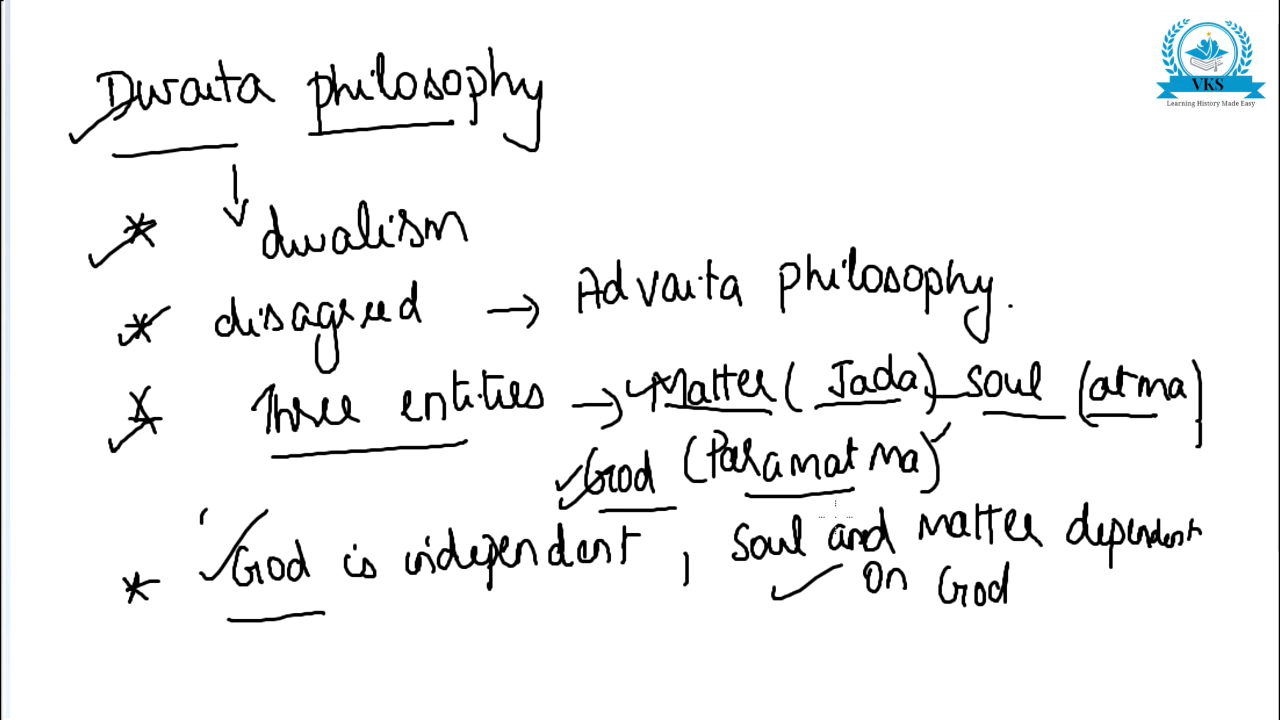 Dwaita philosophy
VKS
Learning History Made Easy
↓
* dwalism
* disagreed → Advaita philosophy.
* Three entities → Matter (Jada) soul (atma)
God (Paramatma)
* God is independent, soul and matter dependent
on God